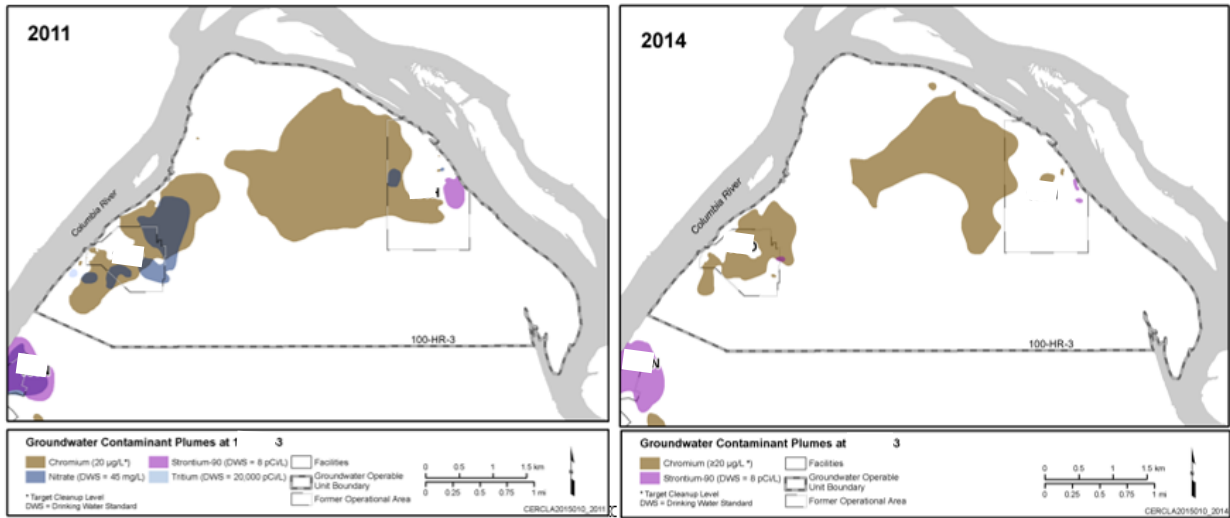 2011
Columbia River
100-HR-3
N
Groundwater Contaminant Plumes at 1 -3
Chromium (20 µg/L*)
Nitrate (DWS = 45 mg/L)
Strontium-90 (DWS = 8 pCi/L)
Tritium (DWS = 20,000 pCi/L)
Facilities
Groundwater Operable
Unit Boundary
Former Operational Area
* Target Cleanup Level
DWS = Drinking Water Standard
0 0.5 1 1.5 km
0 0.25 0.5 0.75 1 mi
CERCLA2015010_2011
2014
Columbia River
100-HR-3
N
Groundwater Contaminant Plumes at 3
Chromium (≥20 µg/L*)
Strontium-90 (DWS = 8 pCi/L)
Facilities
Groundwater Operable
Unit Boundary
Former Operational Area
* Target Cleanup Level
DWS = Drinking Water Standard
0 0.5 1 1.5 km
0 0.25 0.5 0.75 1 mi
CERCLA2015010_2014